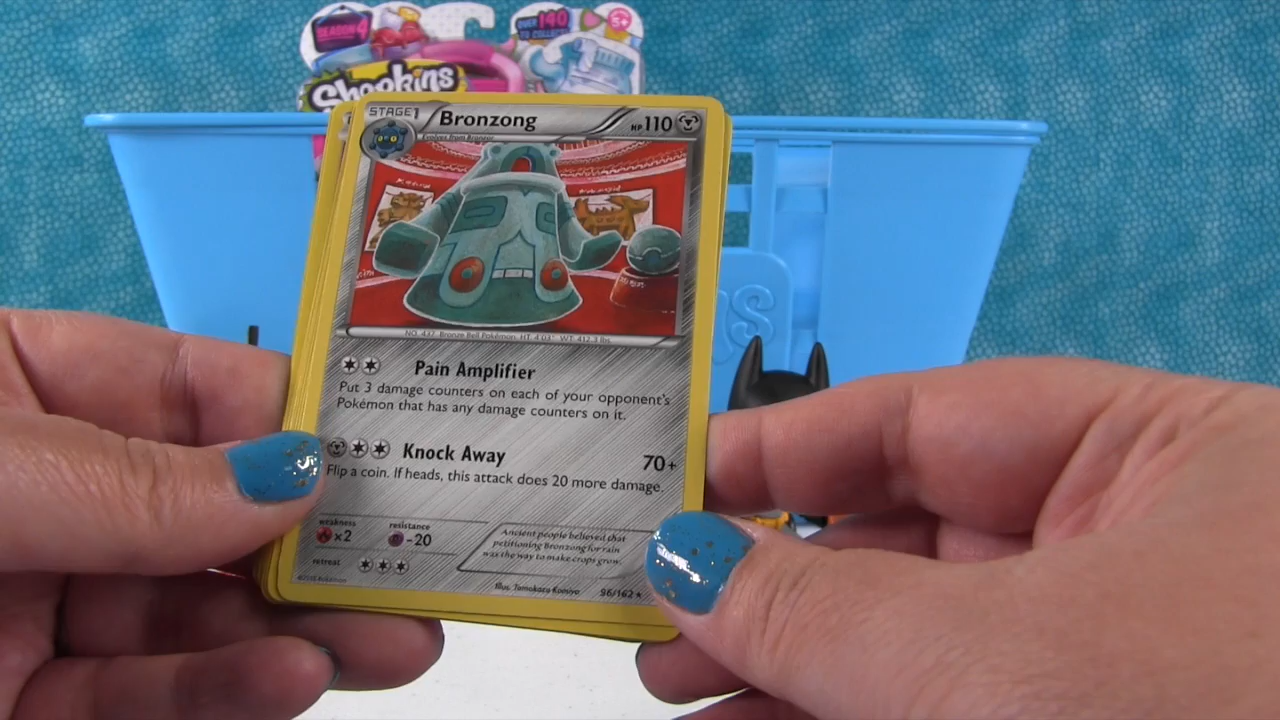 SEASON 4
OVER 140
TO COLLECT
5+
Shopkins
STAGE 1
Bronzong
HP 110
Evolves from Bronzor
NO. 437 Bronze Bell Pokémon HT: 4'03" WT: 412.3 lbs.
Pain Amplifier
Put 3 damage counters on each of your opponent's
Pokémon that has any damage counters on it.
Knock Away 70+
Flip a coin. If heads, this attack does 20 more damage.
weakness
×2
resistance
-20
retreat
Ancient people believed that
petitioning Bronzong for rain
was the way to make crops grow.
©2015 Pokémon
Illus. Tomokazu Komiya
96/162 ★
NS